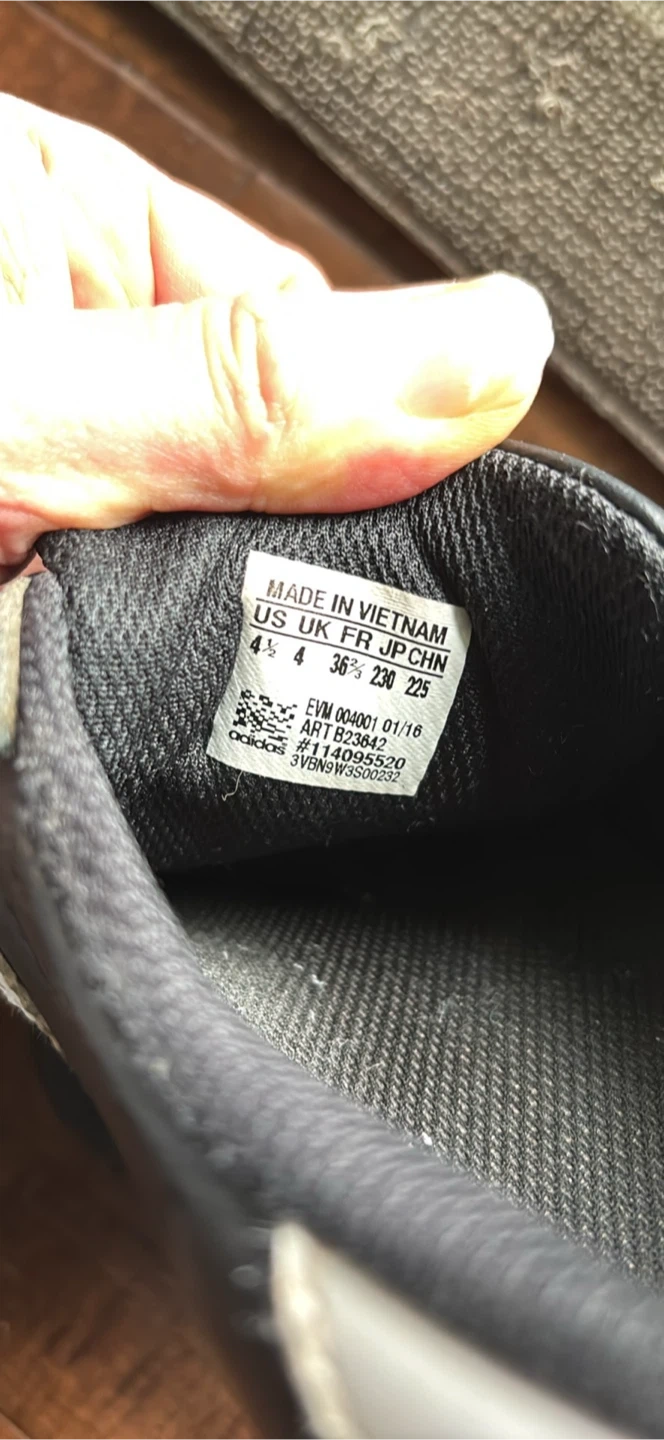 MADE IN VIETNAM
US UK FR JP CHN
4½ 4 36⅔ 230 225
EVM 004001 01/16
ART B23642
#114095520
3VBN9W3S00232
adidas